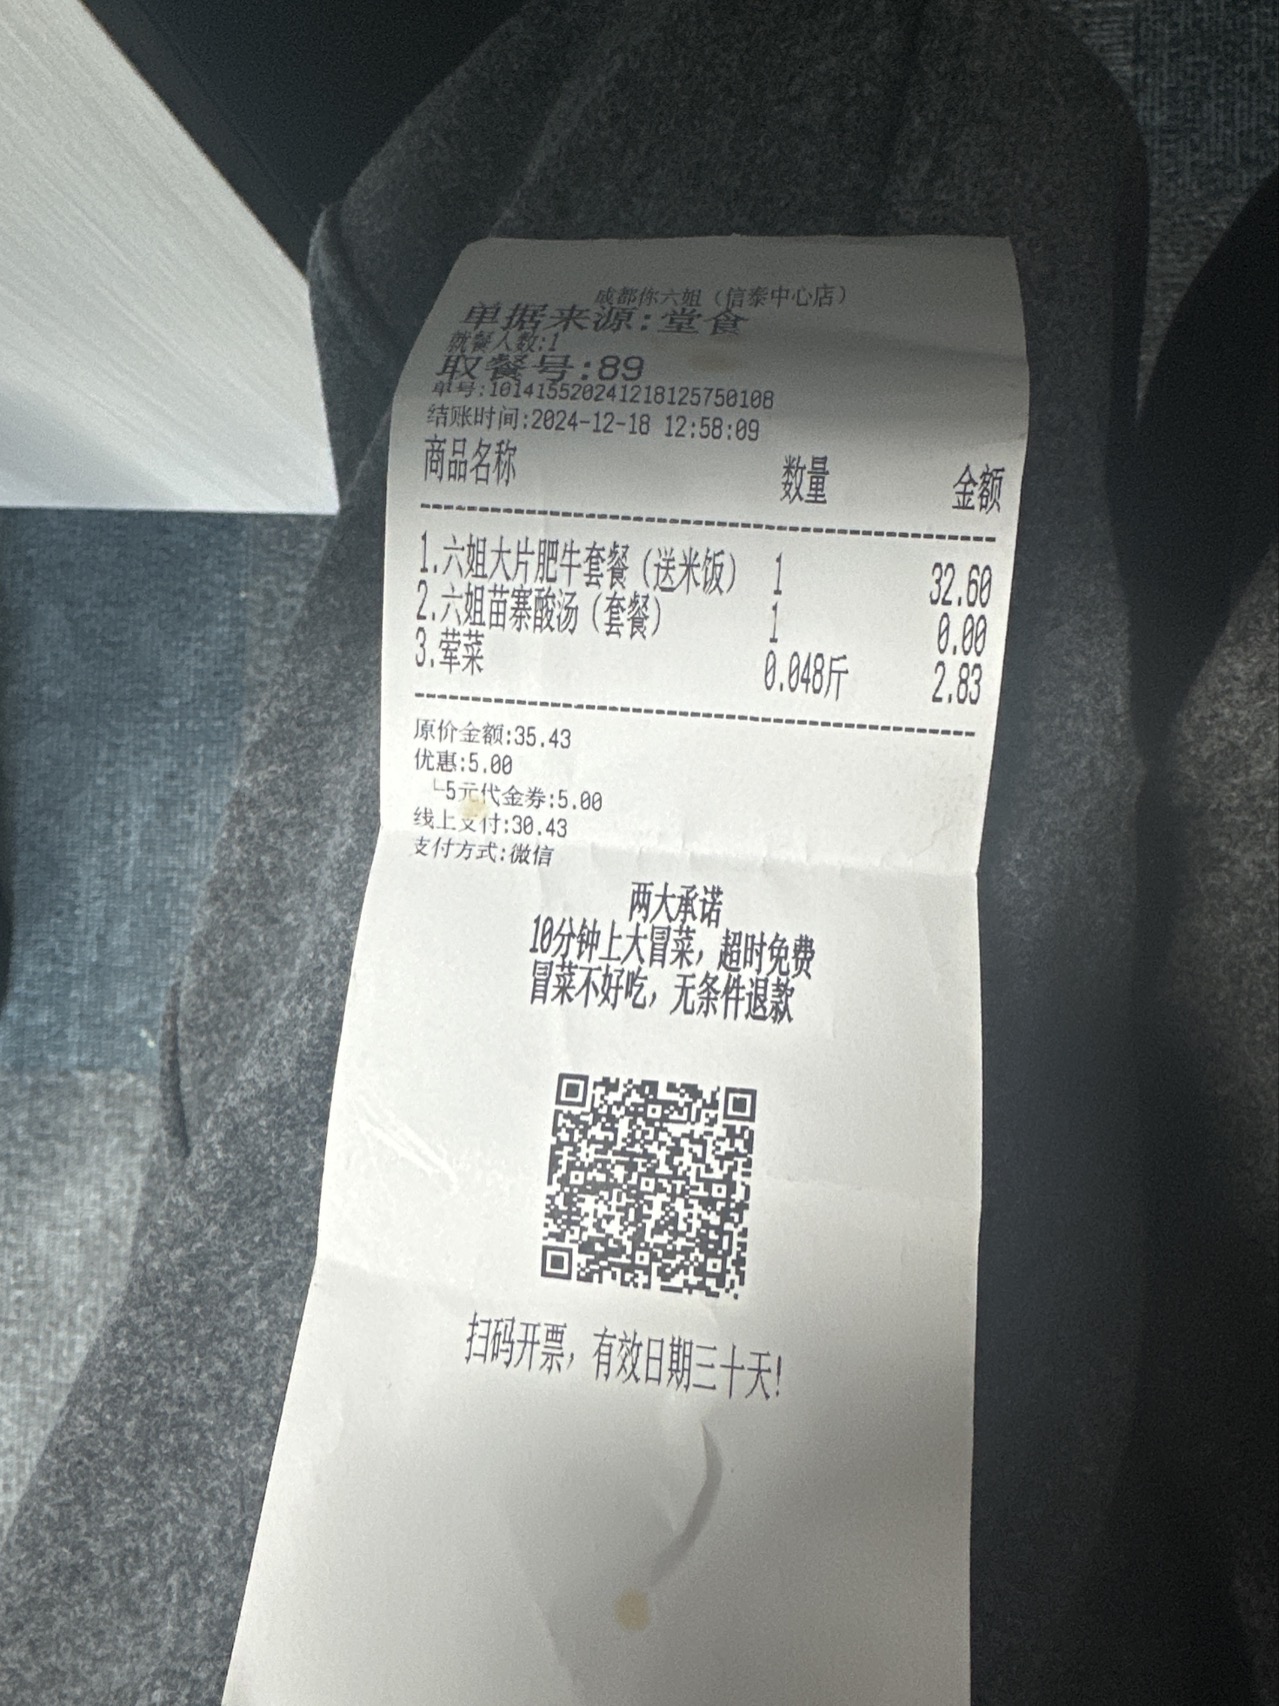 成都你六姐（信泰中心店）
单据来源:堂食
就餐人数:1
取餐号:89
单号:10141552024121812575​0108
结账时间:2024-12-18 12:58:09
商品名称 数量 金额
1.六姐大片肥牛套餐（送米饭） 1 32.60
2.六姐苗寨酸汤（套餐） 1 0.00
3.荤菜 0.048斤 2.83
原价金额:35.43
优惠:5.00
└5元代金券:5.00
线上支付:30.43
支付方式:微信
两大承诺
10分钟上大冒菜，超时免费
冒菜不好吃，无条件退款
扫码开票，有效日期三十天！